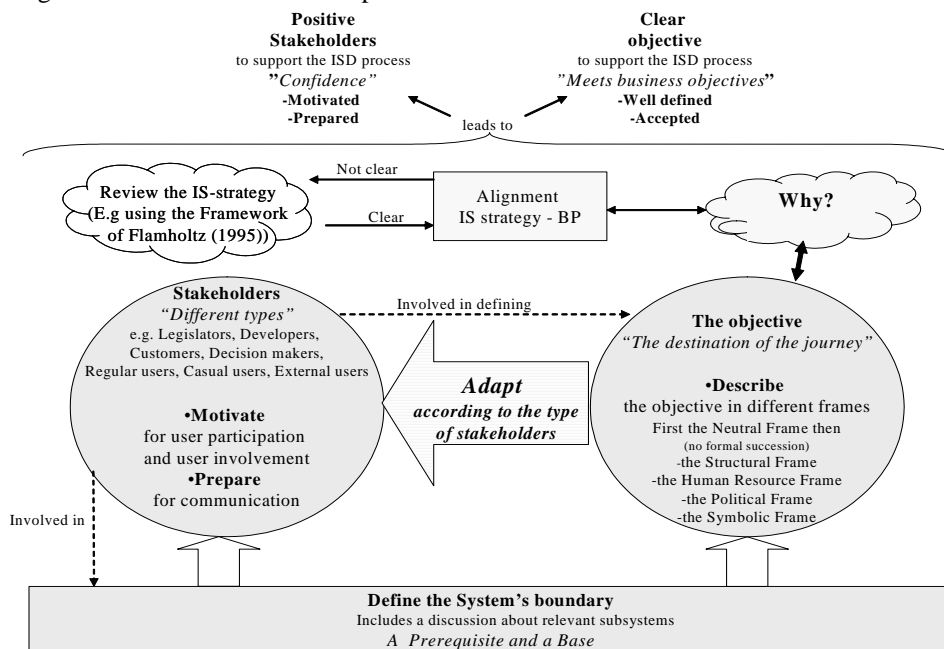 Positive
Stakeholders
to support the ISD process
”Confidence”
-Motivated
-Prepared
Clear
objective
to support the ISD process
”Meets business objectives”
-Well defined
-Accepted
leads to
Review the IS-strategy
(E.g using the Framework
of Flamholtz (1995))
Not clear
Clear
Alignment
IS strategy - BP
Why?
Stakeholders
“Different types”
e.g. Legislators, Developers,
Customers, Decision makers,
Regular users, Casual users, External users
•Motivate
for user participation
and user involvement
•Prepare
for communication
Involved in defining
Adapt
according to the type
of stakeholders
The objective
“The destination of the journey”
•Describe
the objective in different frames
First the Neutral Frame then
(no formal succession)
-the Structural Frame
-the Human Resource Frame
-the Political Frame
-the Symbolic Frame
Involved in
Define the System’s boundary
Includes a discussion about relevant subsystems
A Prerequisite and a Base